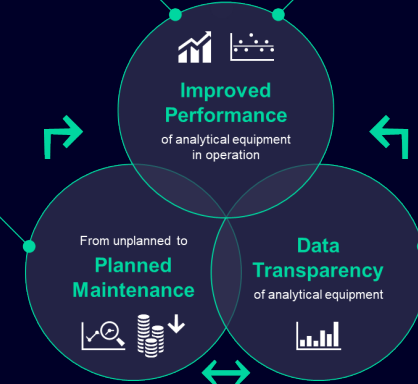 Improved
Performance
of analytical equipment
in operation
From unplanned to
Planned
Maintenance
Data
Transparency
of analytical equipment